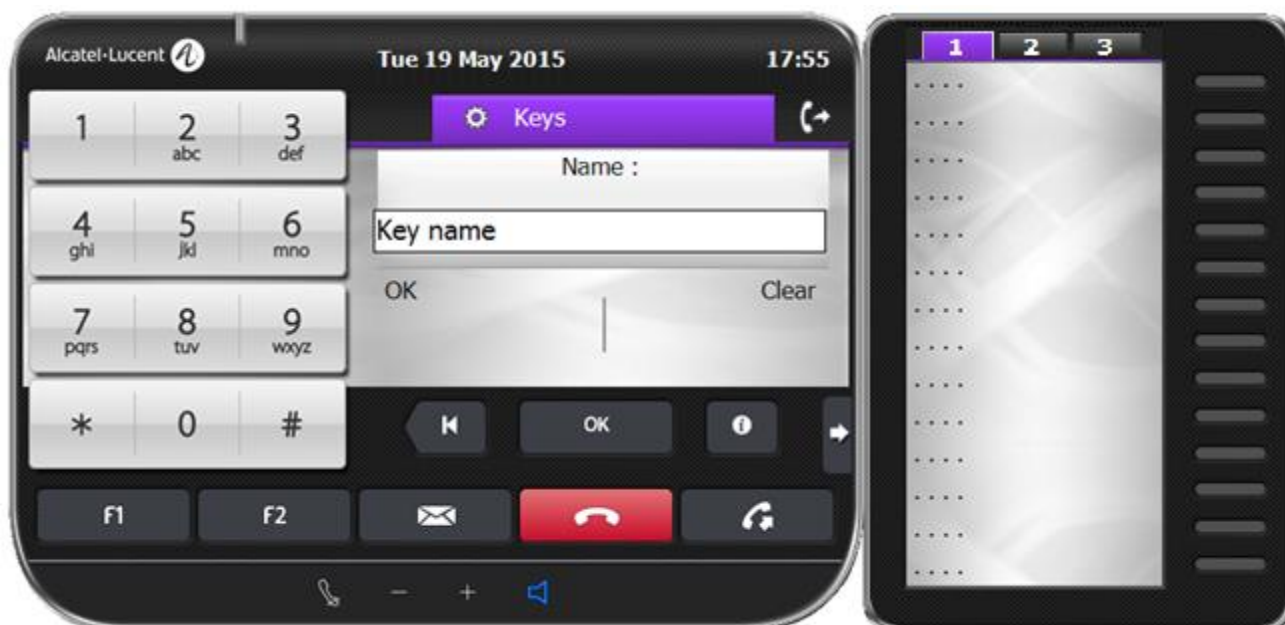 Alcatel·Lucent
Tue 19 May 2015 17:55
Keys
Name :
Key name
OK Clear
1 2 abc 3 def
4 ghi 5 jkl 6 mno
7 pqrs 8 tuv 9 wxyz
* 0 #
OK
F1 F2
- +
1 2 3
. . . .
. . . .
. . . .
. . . .
. . . .
. . . .
. . . .
. . . .
. . . .
. . . .
. . . .
. . . .
. . . .
. . . .